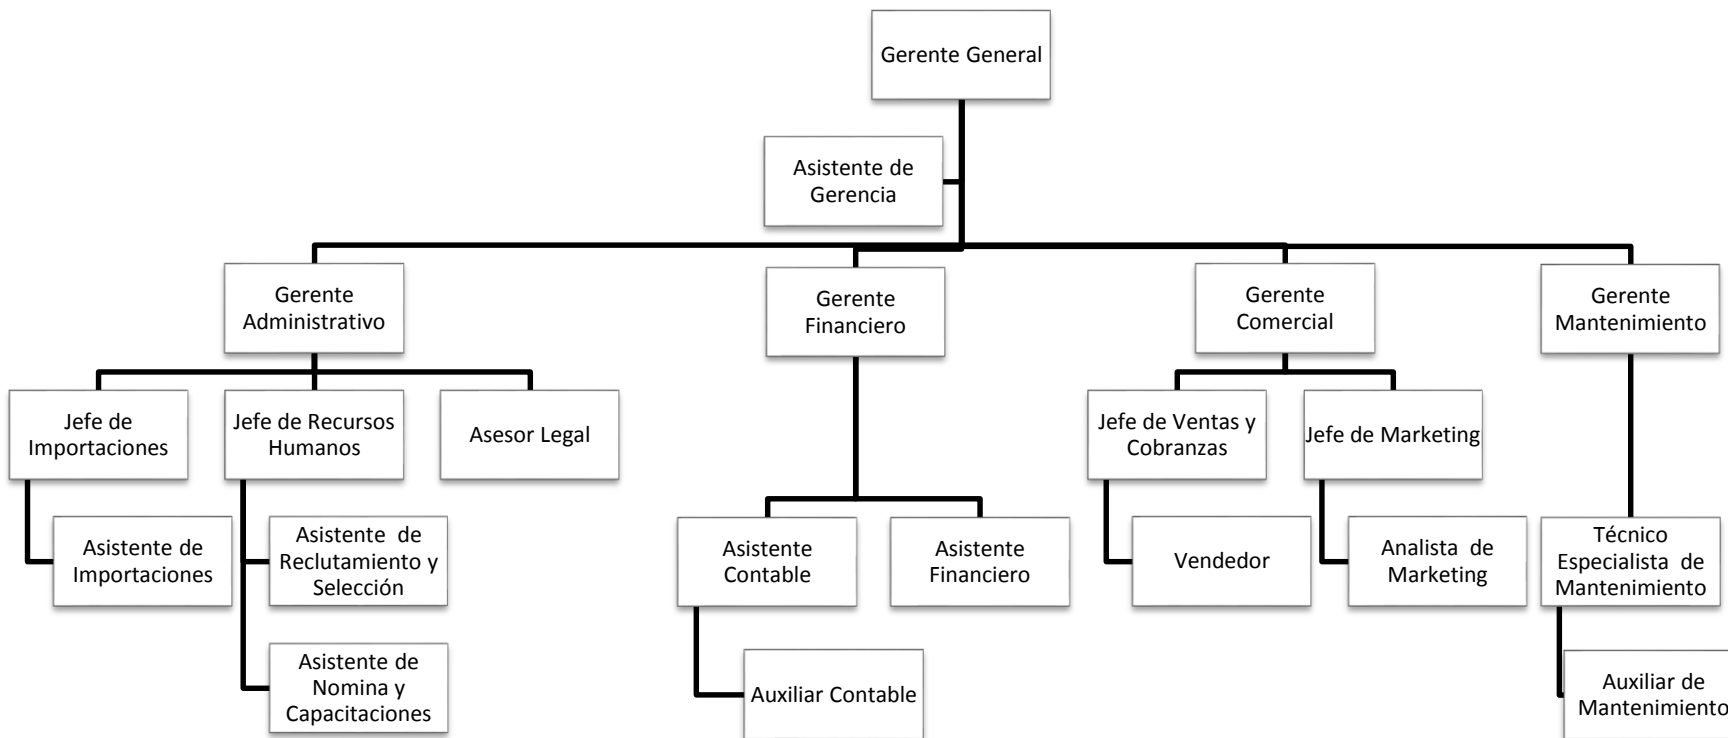 Gerente General
Asistente de
Gerencia
Gerente
Administrativo
Gerente
Financiero
Gerente
Comercial
Gerente
Mantenimiento
Jefe de
Importaciones
Jefe de Recursos
Humanos
Asesor Legal
Jefe de Ventas y
Cobranzas
Jefe de Marketing
Asistente de
Importaciones
Asistente de
Reclutamiento y
Selección
Asistente
Contable
Asistente
Financiero
Vendedor
Analista de
Marketing
Técnico
Especialista de
Mantenimiento
Asistente de
Nomina y
Capacitaciones
Auxiliar Contable
Auxiliar de
Mantenimiento